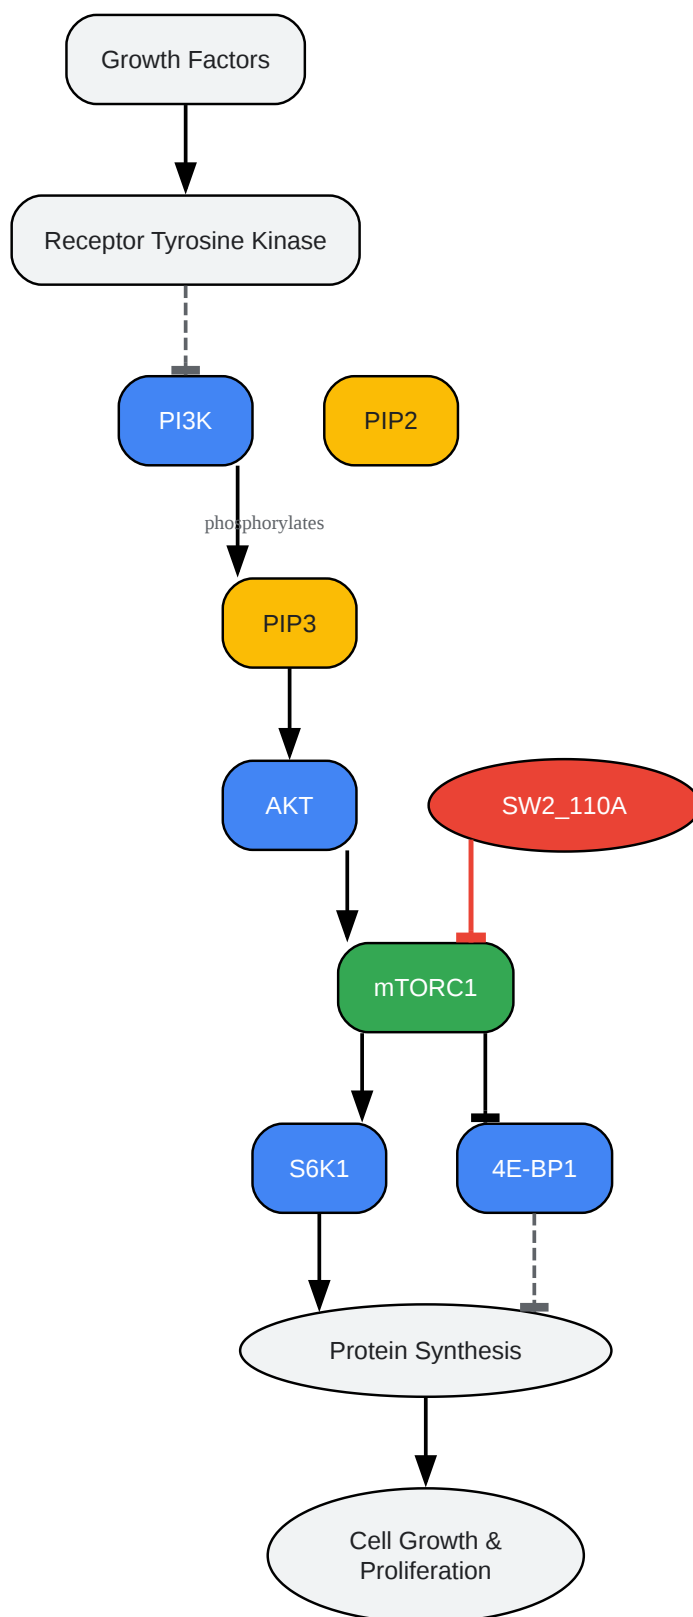 Growth Factors
Receptor Tyrosine Kinase
PI3K
PIP2
phosphorylates
PIP3
AKT
SW2_110A
mTORC1
S6K1
4E-BP1
Protein Synthesis
Cell Growth &
Proliferation